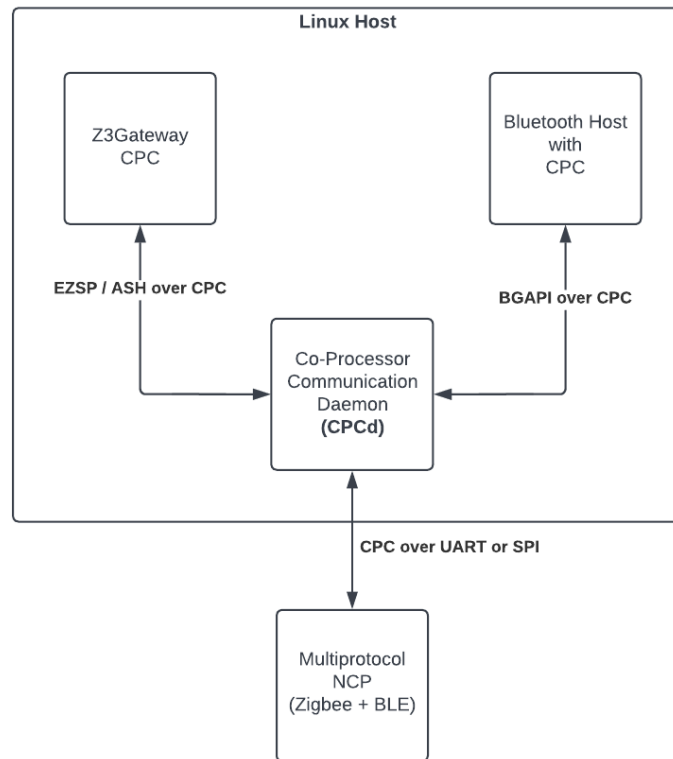 Linux Host
Z3Gateway
CPC
Bluetooth Host
with
CPC
EZSP / ASH over CPC
BGAPI over CPC
Co-Processor
Communication
Daemon
(CPCd)
CPC over UART or SPI
Multiprotocol
NCP
(Zigbee + BLE)